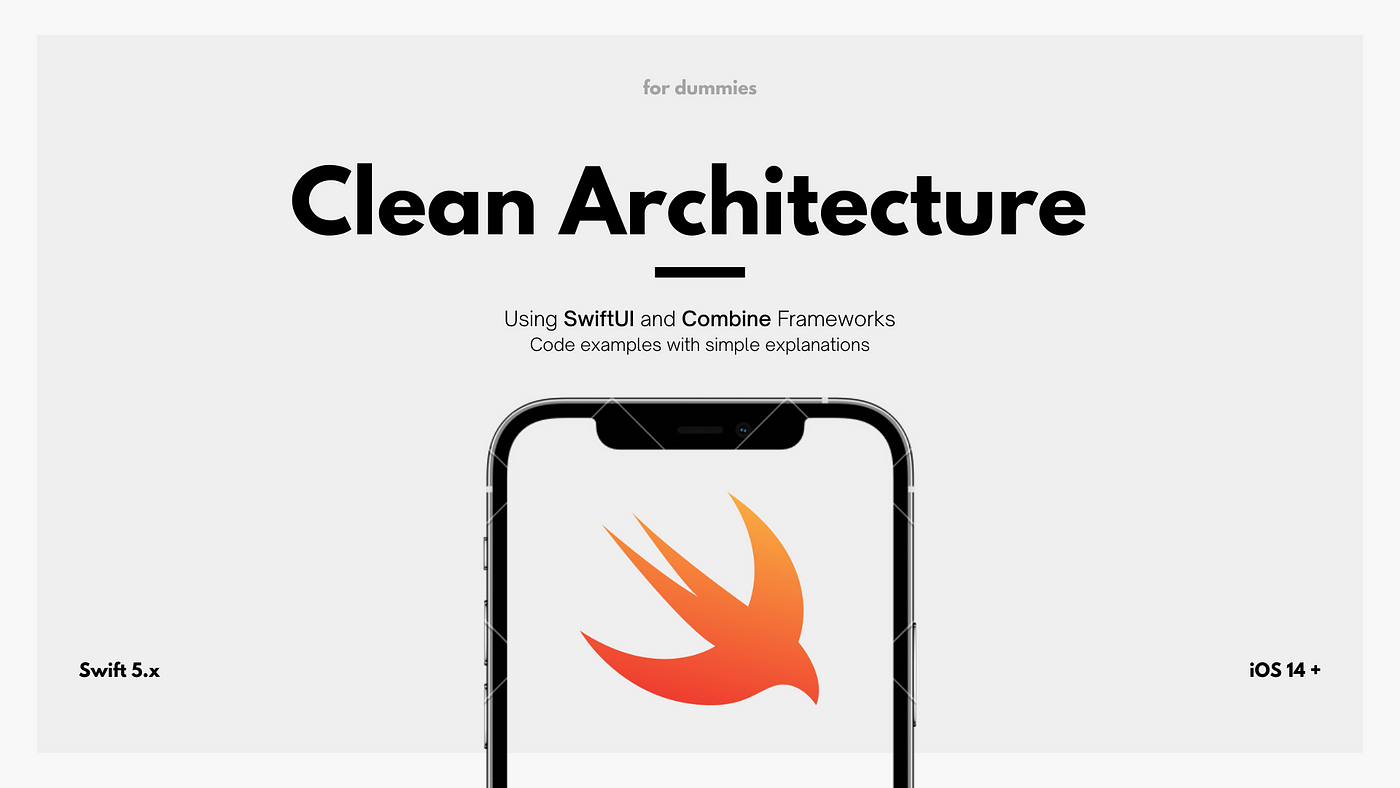 for dummies
Clean Architecture
Using SwiftUI and Combine Frameworks
Code examples with simple explanations
Swift 5.x
iOS 14 +